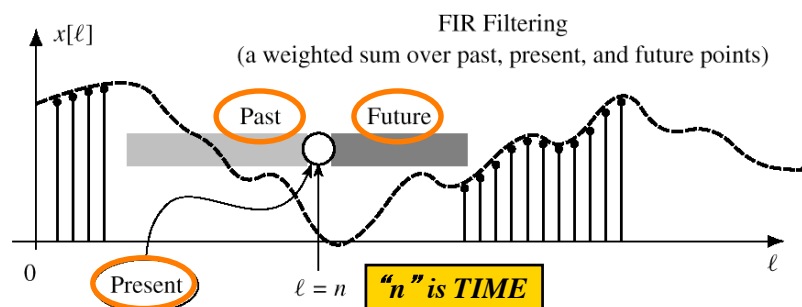 x[ℓ]
FIR Filtering
(a weighted sum over past, present, and future points)
Past
Future
0
Present
ℓ = n
“n” is TIME
ℓ